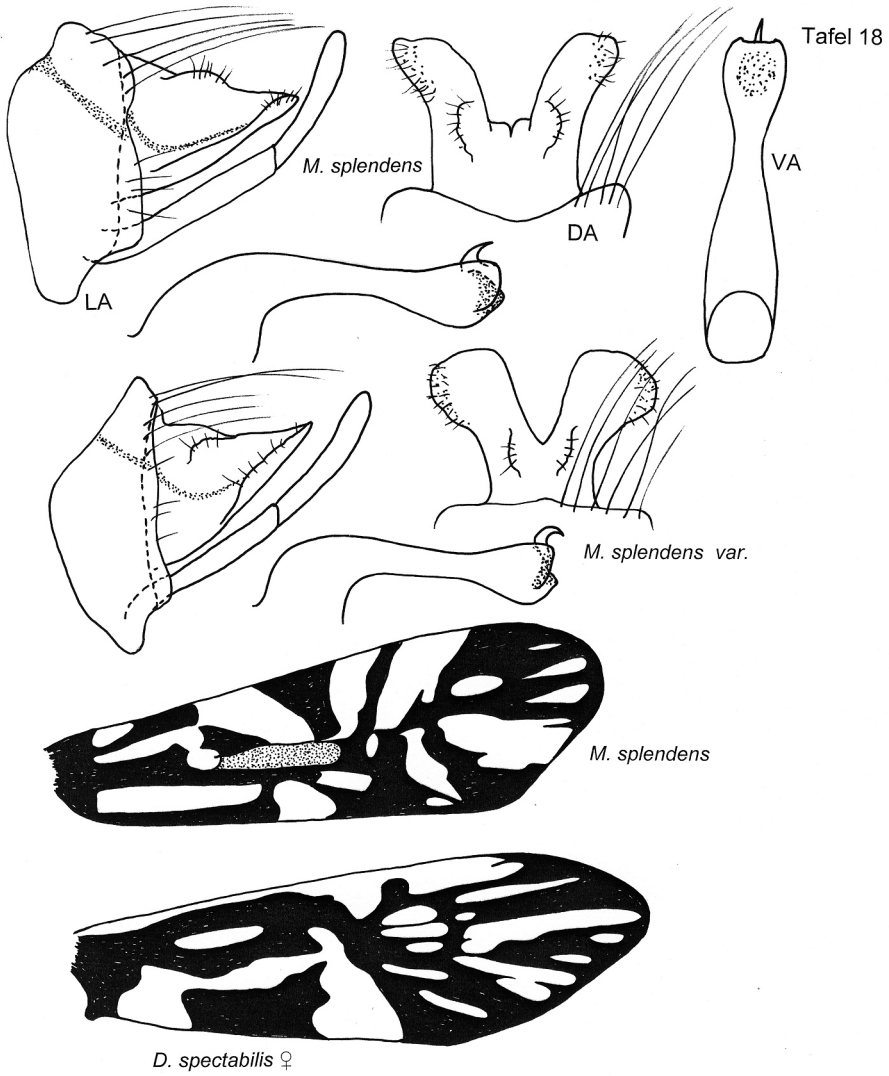 Tafel 18
M. splendens
VA
DA
LA
M. splendens var.
M. splendens
D. spectabilis ♀